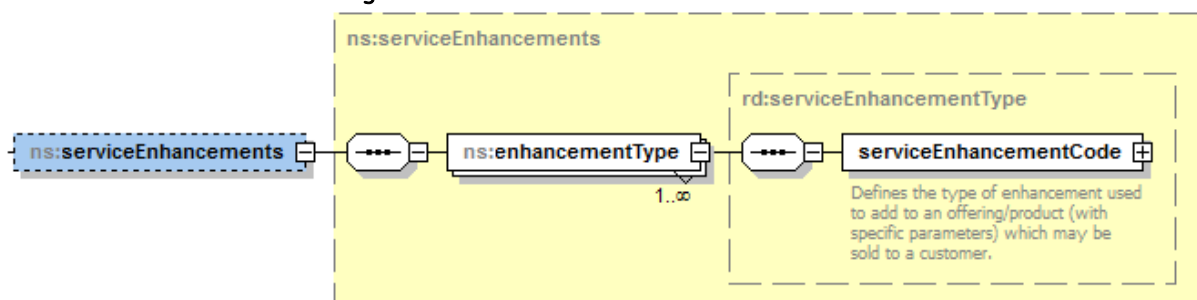 ns:serviceEnhancements
rd:serviceEnhancementType
ns:serviceEnhancements
ns:enhancementType
serviceEnhancementCode
1..∞
Defines the type of enhancement used
to add to an offering/product (with
specific parameters) which may be
sold to a customer.